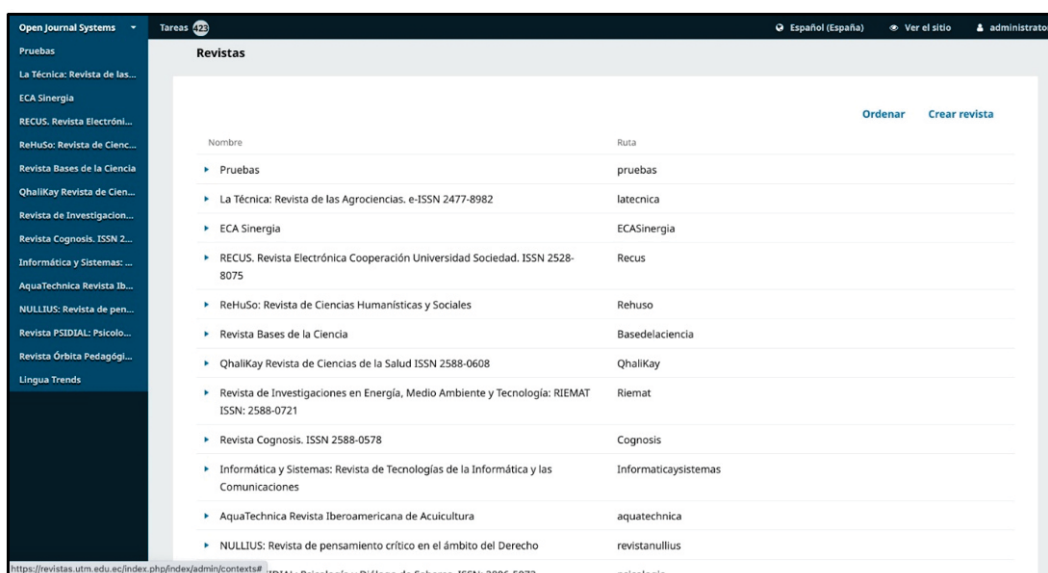 Open Journal Systems
Tareas 423
Español (España)
Ver el sitio
administrato
Pruebas
La Técnica: Revista de las...
ECA Sinergia
RECUS. Revista Electróni...
ReHuSo: Revista de Cienc...
Revista Bases de la Ciencia
QhaliKay Revista de Cien...
Revista de Investigacion...
Revista Cognosis. ISSN 2...
Informática y Sistemas: ...
AquaTechnica Revista Ib...
NULLIUS: Revista de pen...
Revista PSIDIAL: Psicolo...
Revista Órbita Pedagógi...
Lingua Trends
Revistas
Ordenar Crear revista
Nombre Ruta
Pruebas pruebas
La Técnica: Revista de las Agrociencias. e-ISSN 2477-8982 latecnica
ECA Sinergia ECASinergia
RECUS. Revista Electrónica Cooperación Universidad Sociedad. ISSN 2528- Recus
8075
ReHuSo: Revista de Ciencias Humanísticas y Sociales Rehuso
Revista Bases de la Ciencia Basedelaciencia
QhaliKay Revista de Ciencias de la Salud ISSN 2588-0608 QhaliKay
Revista de Investigaciones en Energía, Medio Ambiente y Tecnología: RIEMAT Riemat
ISSN: 2588-0721
Revista Cognosis. ISSN 2588-0578 Cognosis
Informática y Sistemas: Revista de Tecnologías de la Informática y las Informaticaysistemas
Comunicaciones
AquaTechnica Revista Iberoamericana de Acuicultura aquatechnica
NULLIUS: Revista de pensamiento crítico en el ámbito del Derecho revistanullius
https://revistas.utm.edu.ec/index.php/index/admin/contexts#